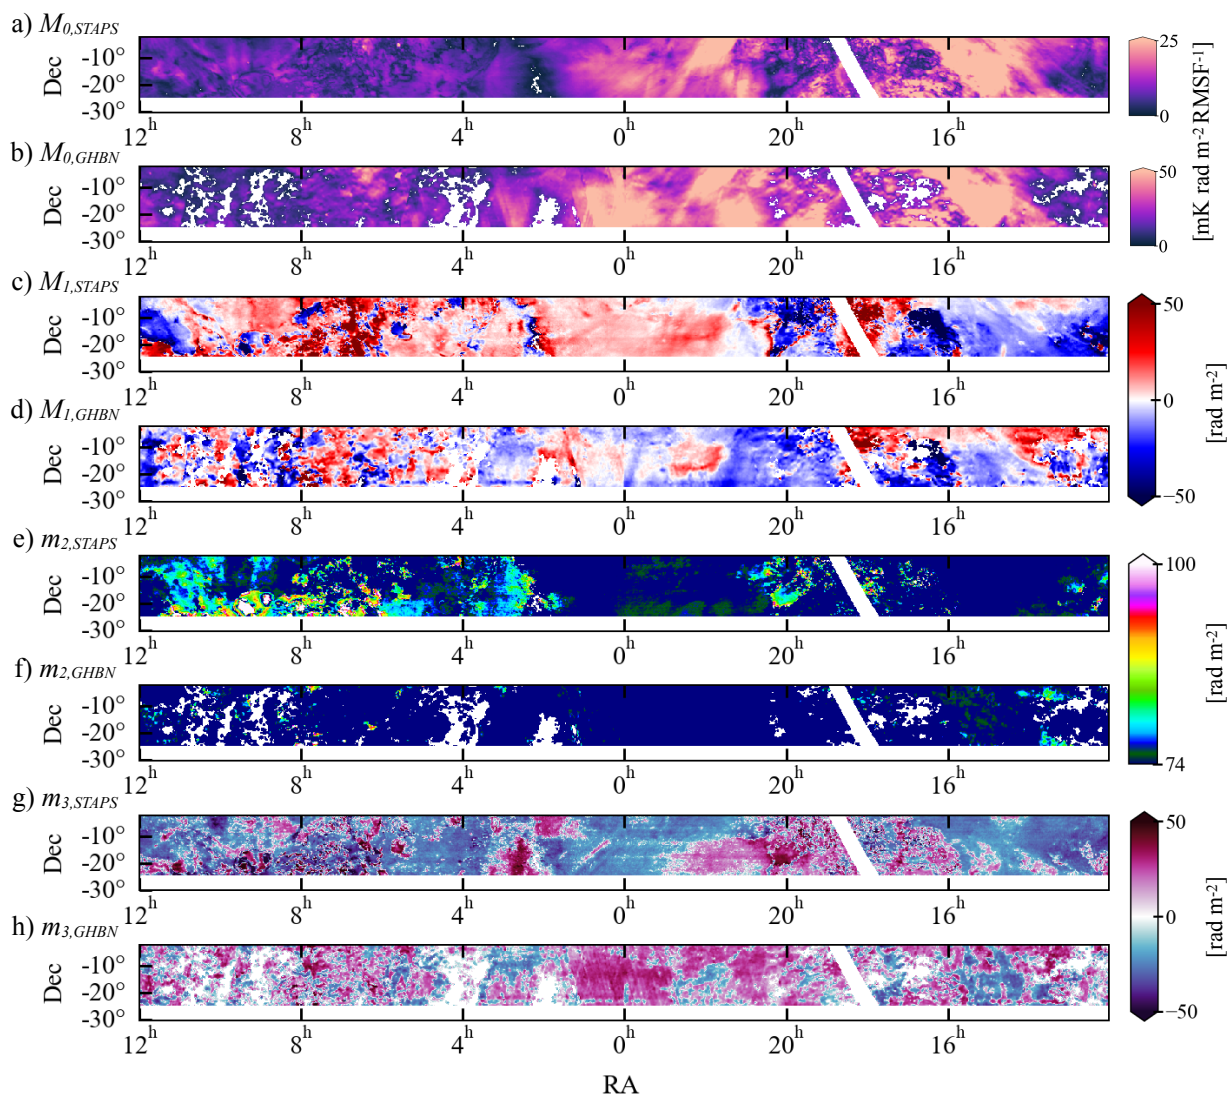 a) M0,STAPS
Dec
-10°
-20°
-30°
12h 8h 4h 0h 20h 16h
25
0
b) M0,GHBN
Dec
-10°
-20°
-30°
12h 8h 4h 0h 20h 16h
50
0
[mK rad m-2 RMSF-1]
c) M1,STAPS
Dec
-10°
-20°
-30°
12h 8h 4h 0h 20h 16h
d) M1,GHBN
Dec
-10°
-20°
-30°
12h 8h 4h 0h 20h 16h
50
0
−50
[rad m-2]
e) m2,STAPS
Dec
-10°
-20°
-30°
12h 8h 4h 0h 20h 16h
f) m2,GHBN
Dec
-10°
-20°
-30°
12h 8h 4h 0h 20h 16h
100
74
[rad m-2]
g) m3,STAPS
Dec
-10°
-20°
-30°
12h 8h 4h 0h 20h 16h
h) m3,GHBN
Dec
-10°
-20°
-30°
12h 8h 4h 0h 20h 16h
50
0
−50
[rad m-2]
RA